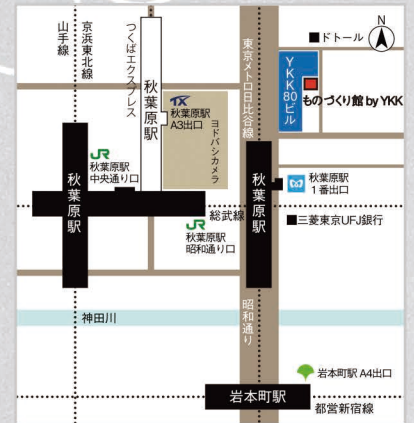 山手線
京浜東北線
つくばエクスプレス
秋葉原駅
TX
秋葉原駅
A3出口
ヨドバシカメラ
東京メトロ日比谷線
■ドトール
N
YKK80ビル
ものづくり館 by YKK
JR
秋葉原駅
中央通り口
秋葉原駅
総武線
JR
秋葉原駅
昭和通り口
秋葉原駅
秋葉原駅
1番出口
■三菱東京UFJ銀行
神田川
昭和通り
岩本町駅 A4出口
岩本町駅
都営新宿線